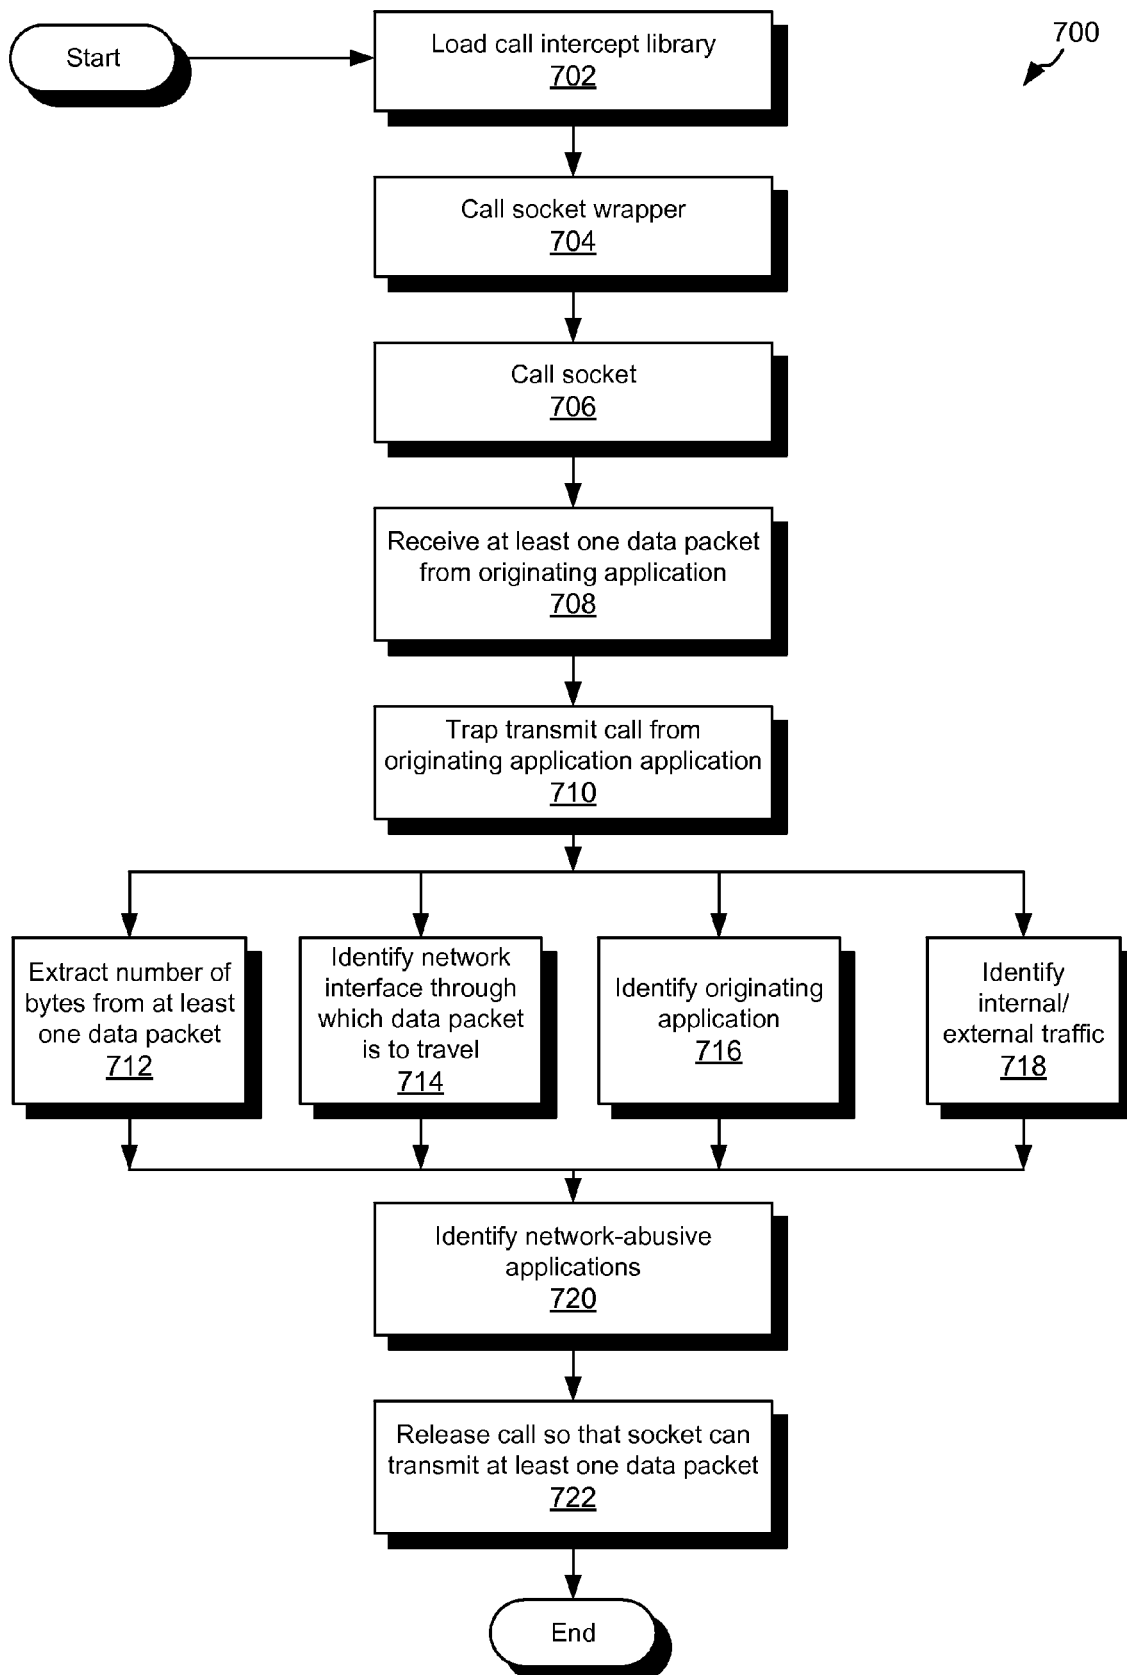 Start
Load call intercept library
702
700
Call socket wrapper
704
Call socket
706
Receive at least one data packet
from originating application
708
Trap transmit call from
originating application application
710
Extract number of
bytes from at least
one data packet
712
Identify network
interface through
which data packet
is to travel
714
Identify originating
application
716
Identify
internal/
external traffic
718
Identify network-abusive
applications
720
Release call so that socket can
transmit at least one data packet
722
End